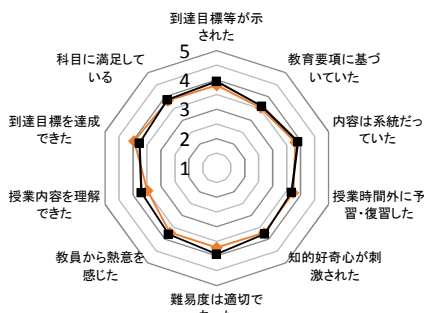 到達目標等が示
された
5
4
3
2
1
教育要項に基づ
いていた
内容は系統だっ
ていた
授業時間外に予
習・復習した
知的好奇心が刺
激された
難易度は適切で
教員から熱意を
感じた
授業内容を理解
できた
到達目標を達成
できた
科目に満足して
いる